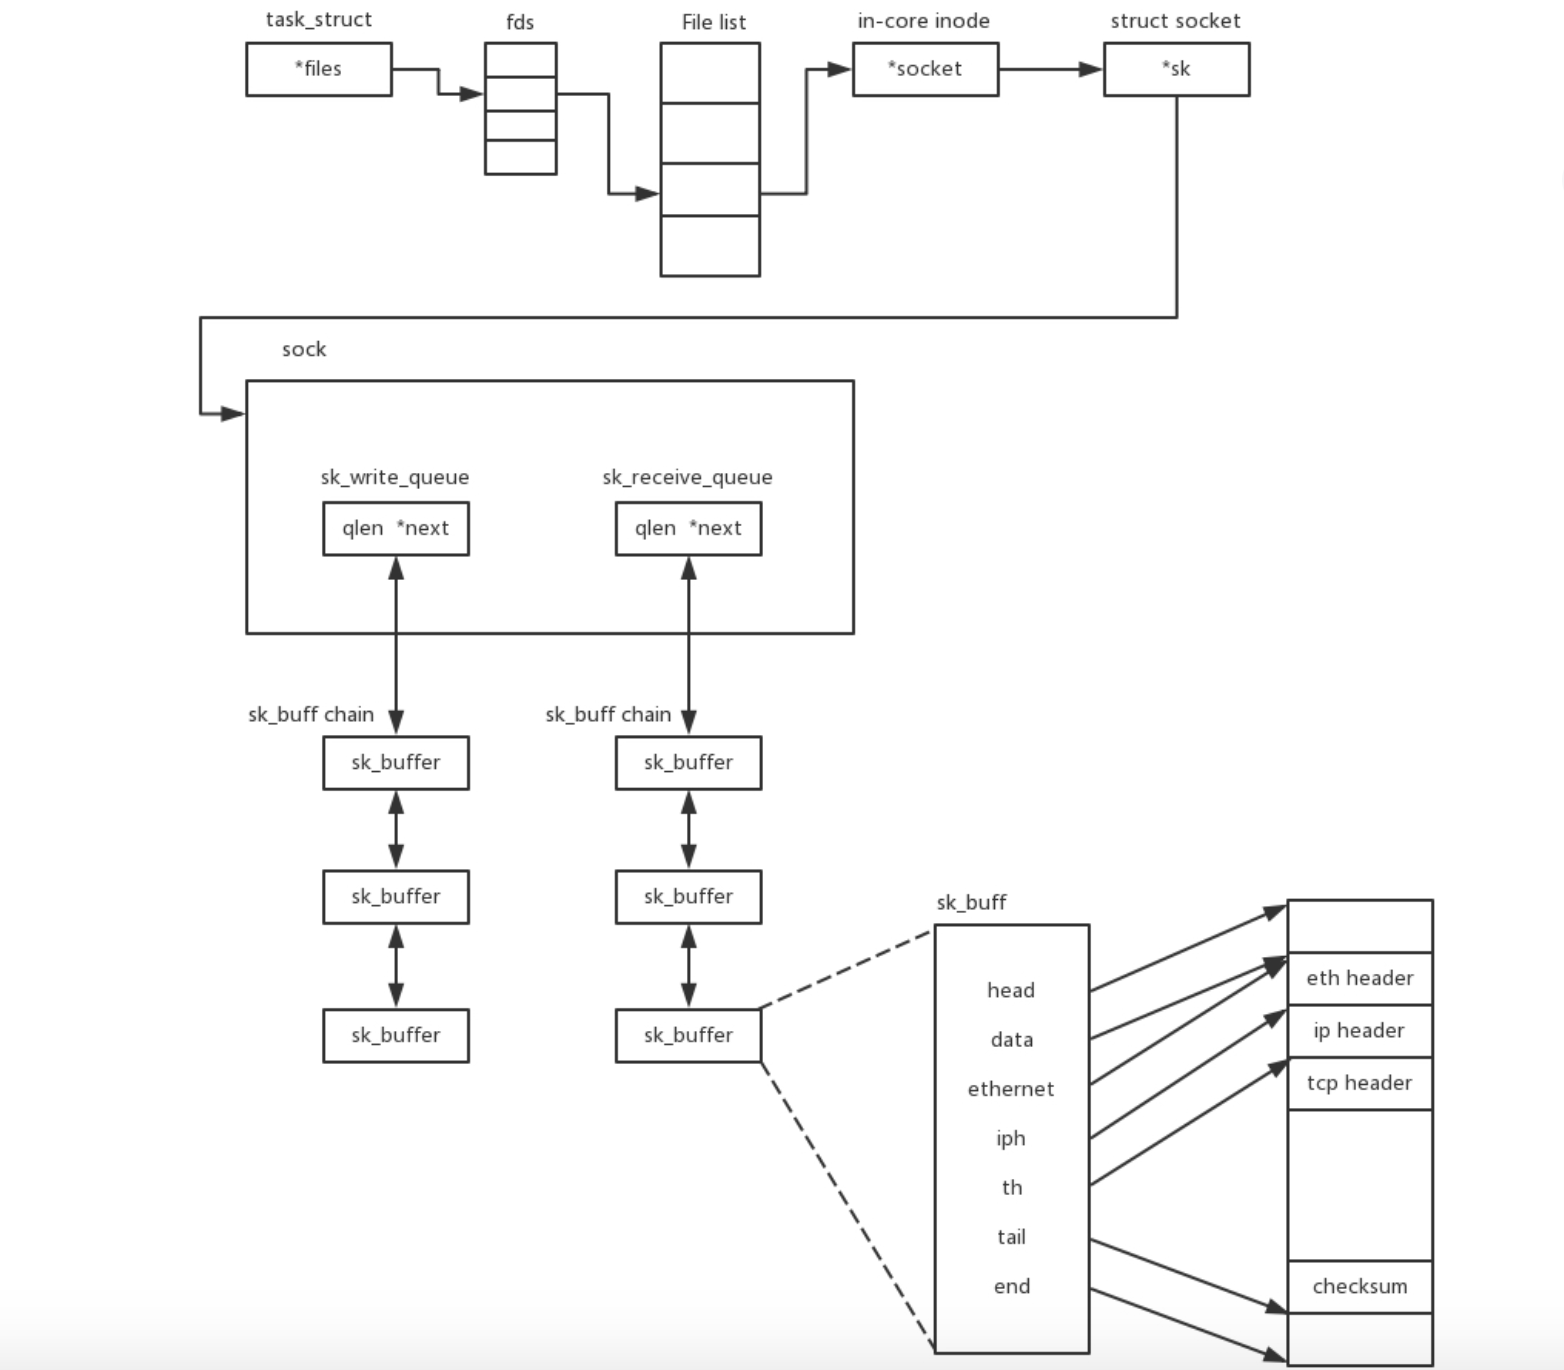 task_struct
fds
File list
in-core inode
struct socket
*files
*socket
*sk
sock
sk_write_queue
sk_receive_queue
qlen *next
qlen *next
sk_buff chain
sk_buff chain
sk_buffer
sk_buffer
sk_buffer
sk_buffer
sk_buffer
sk_buffer
sk_buff
head
data
ethernet
iph
th
tail
end
eth header
ip header
tcp header
checksum